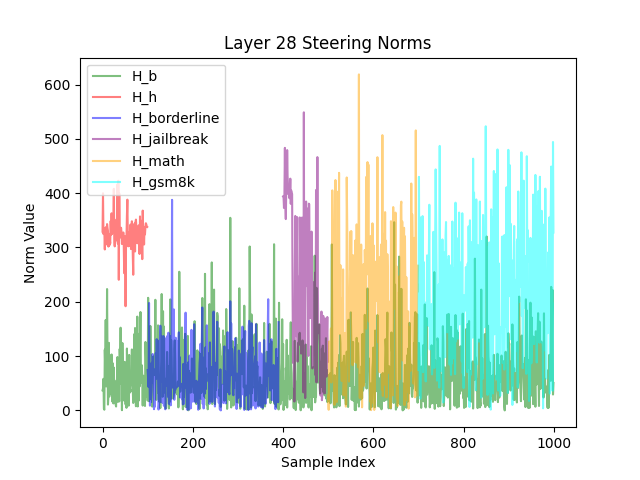 Layer 28 Steering Norms
Norm Value
600
500
400
300
200
100
0
H_b
H_h
H_borderline
H_jailbreak
H_math
H_gsm8k
0 200 400 600 800 1000
Sample Index